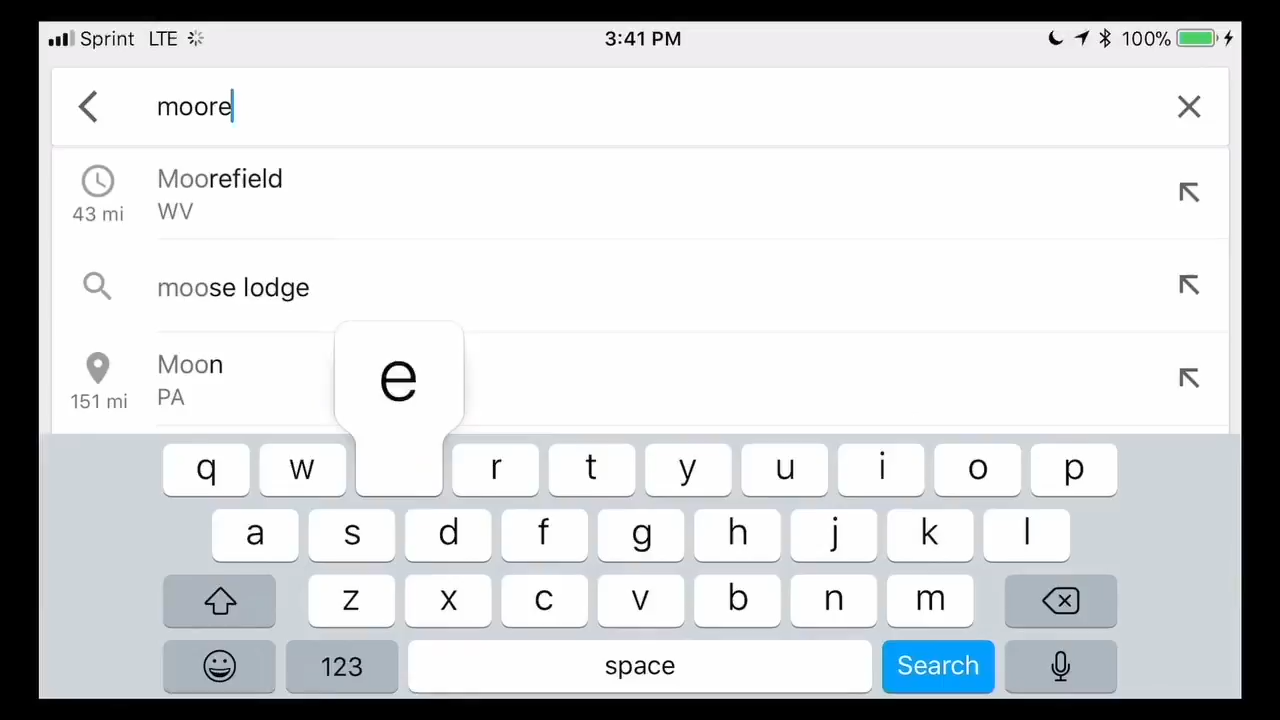 Sprint LTE 3:41 PM 100%
moore
Moorefield
43 mi WV
moose lodge
Moon
151 mi PA
e
q w r t y u i o p
a s d f g h j k l
z x c v b n m
123 space Search